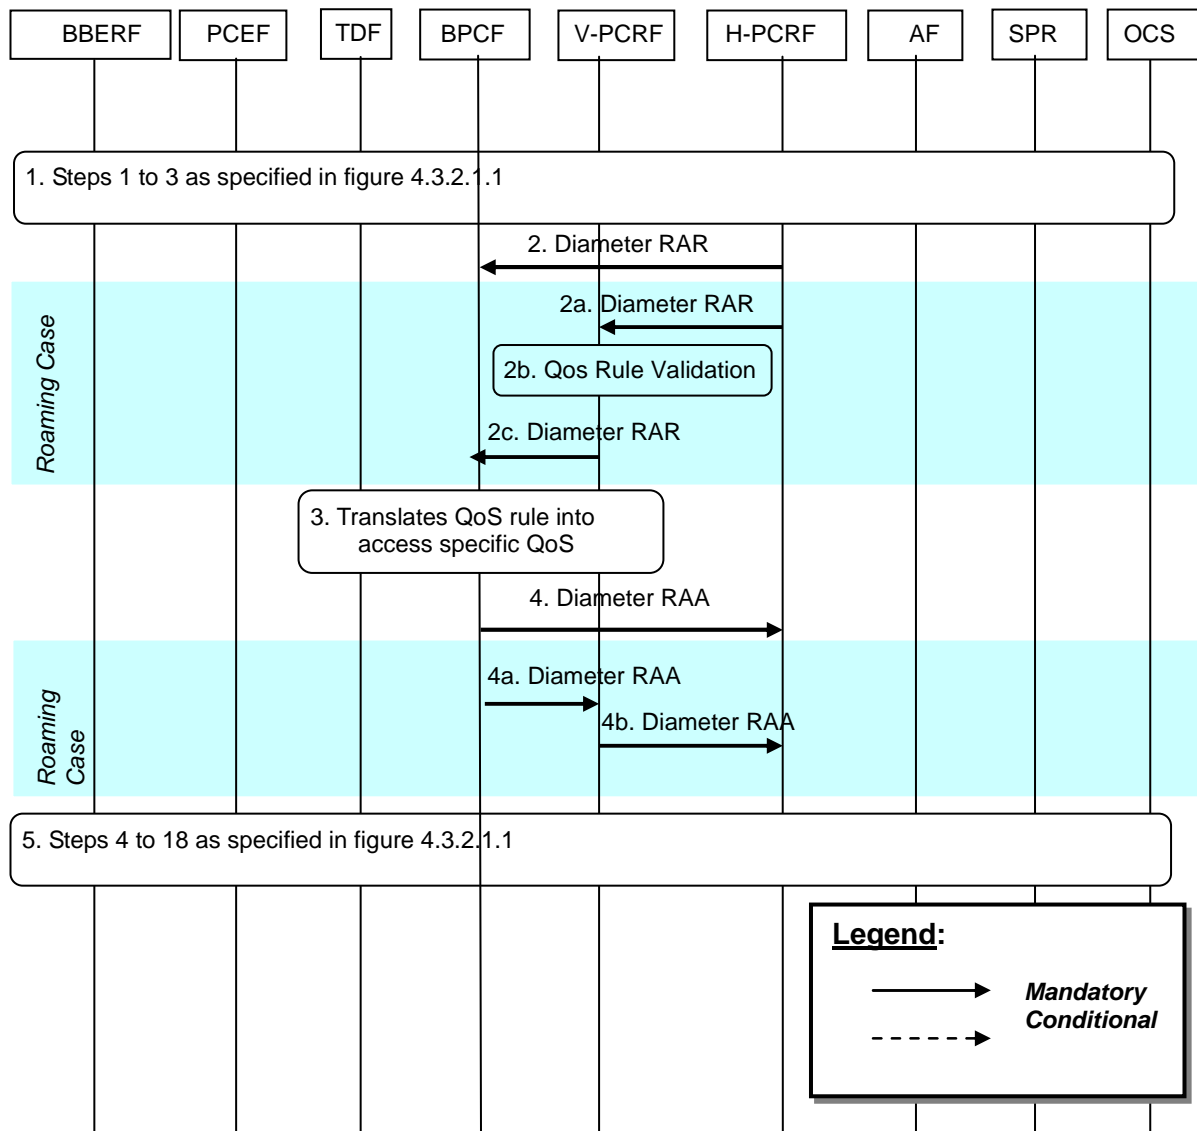 BBERF
PCEF
TDF
BPCF
V-PCRF
H-PCRF
AF
SPR
OCS
1. Steps 1 to 3 as specified in figure 4.3.2.1.1
2. Diameter RAR
Roaming Case
2a. Diameter RAR
2b. Qos Rule Validation
2c. Diameter RAR
3. Translates QoS rule into
access specific QoS
4. Diameter RAA
Roaming
Case
4a. Diameter RAA
4b. Diameter RAA
5. Steps 4 to 18 as specified in figure 4.3.2.1.1
Legend:
Mandatory
Conditional